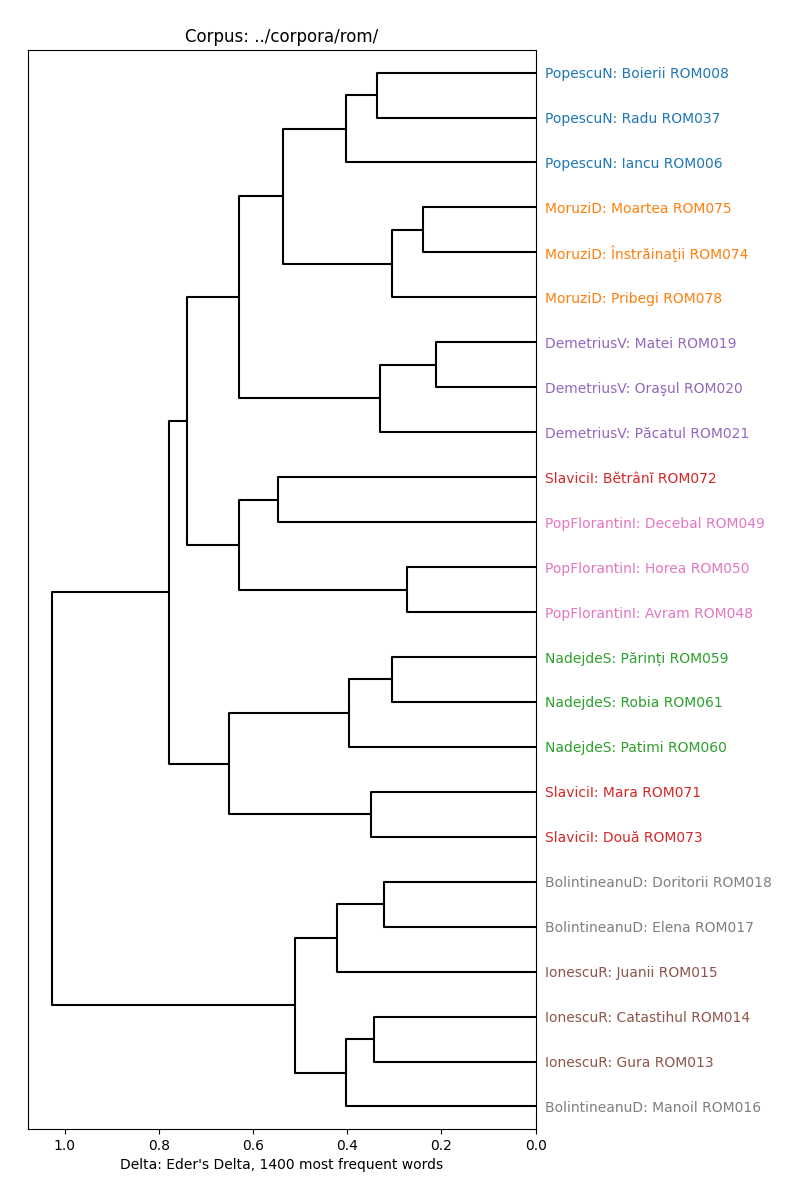 Corpus: ../corpora/rom/
PopescuN: Boierii ROM008
PopescuN: Radu ROM037
PopescuN: Iancu ROM006
MoruziD: Moartea ROM075
MoruziD: Înstrăinaţii ROM074
MoruziD: Pribegi ROM078
DemetriusV: Matei ROM019
DemetriusV: Oraşul ROM020
DemetriusV: Păcatul ROM021
SlaviciI: Bĕtrânĭ ROM072
PopFlorantinI: Decebal ROM049
PopFlorantinI: Horea ROM050
PopFlorantinI: Avram ROM048
NadejdeS: Părinți ROM059
NadejdeS: Robia ROM061
NadejdeS: Patimi ROM060
SlaviciI: Mara ROM071
SlaviciI: Două ROM073
BolintineanuD: Doritorii ROM018
BolintineanuD: Elena ROM017
IonescuR: Juanii ROM015
IonescuR: Catastihul ROM014
IonescuR: Gura ROM013
BolintineanuD: Manoil ROM016
1.0 0.8 0.6 0.4 0.2 0.0
Delta: Eder's Delta, 1400 most frequent words